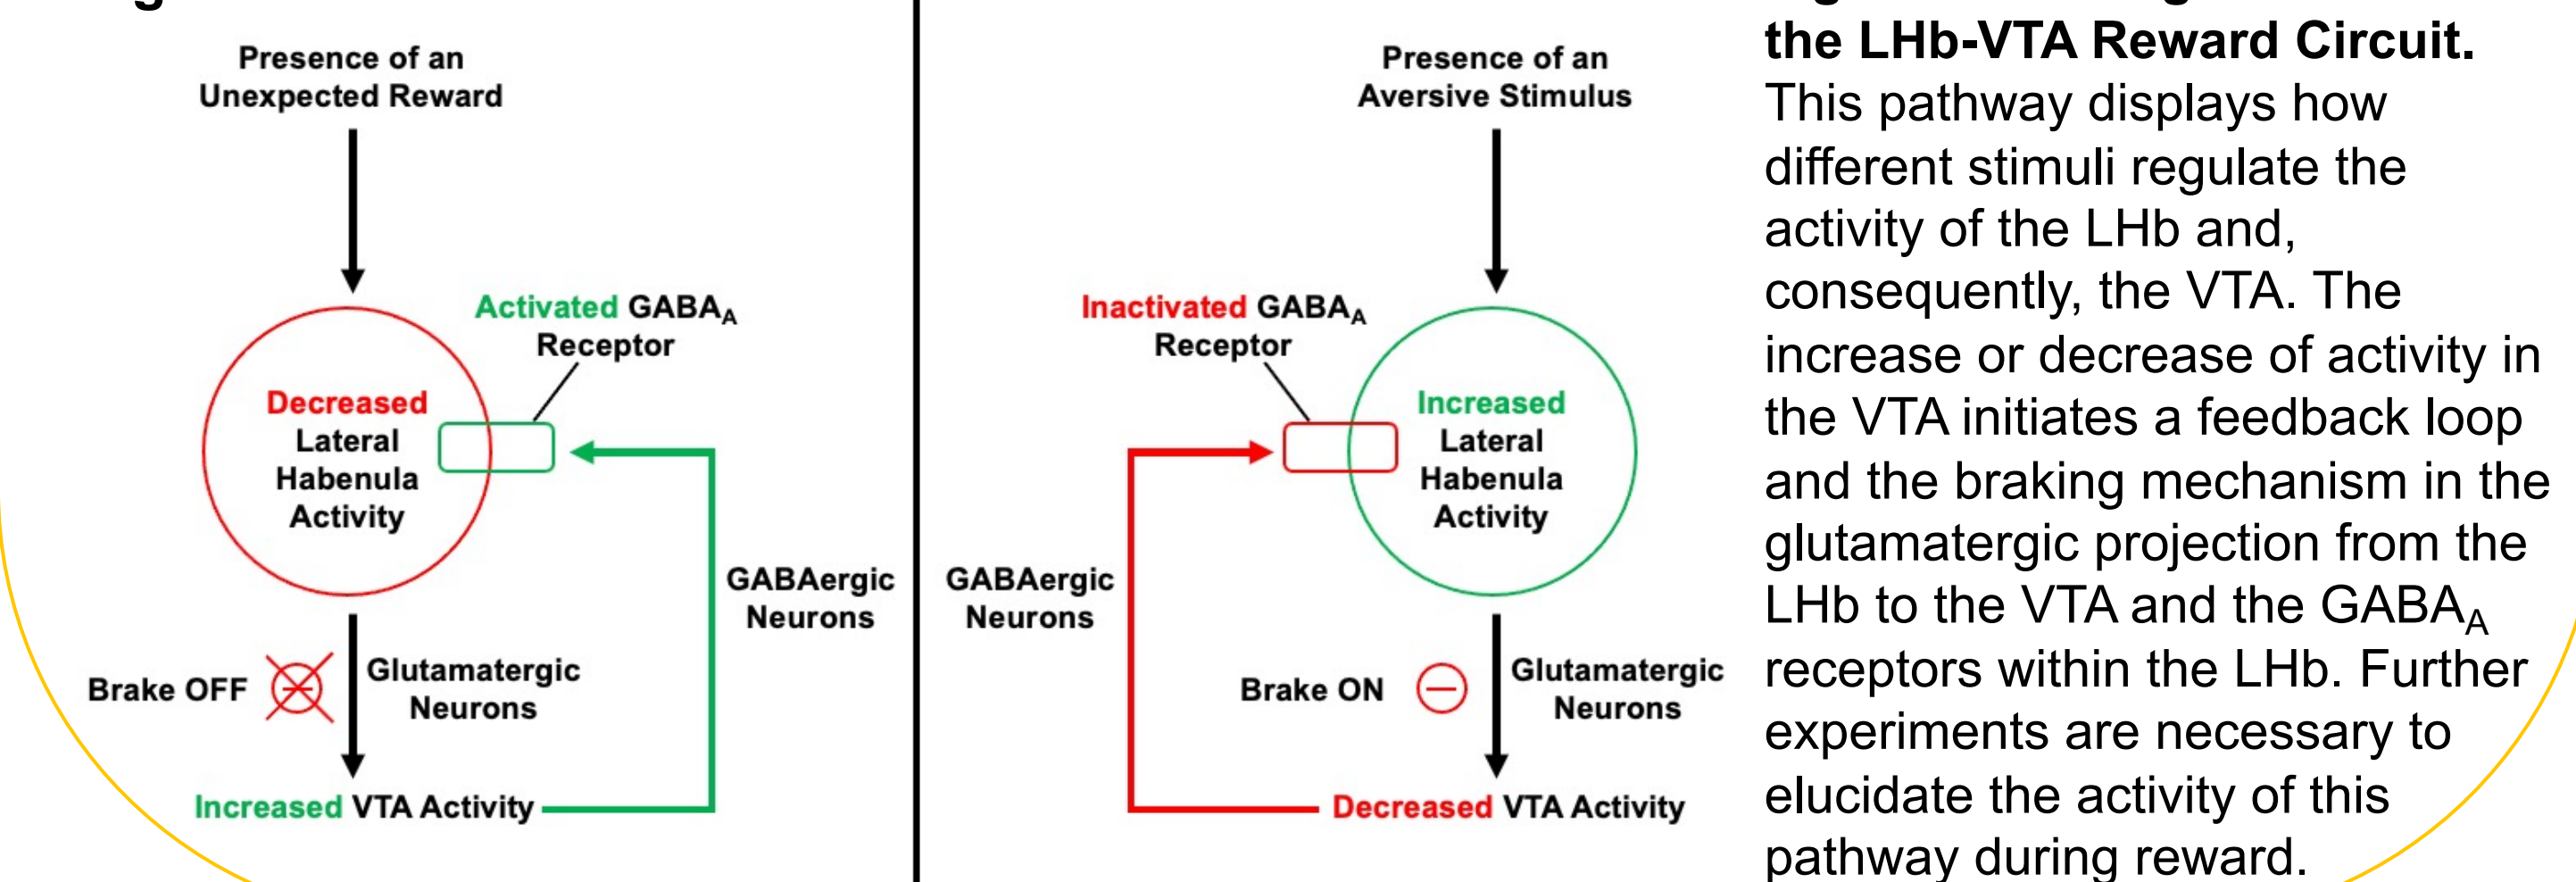 Presence of an
Unexpected Reward
Activated GABAA
Receptor
Decreased
Lateral
Habenula
Activity
GABAergic
Neurons
Brake OFF
Glutamatergic
Neurons
Increased VTA Activity
Presence of an
Aversive Stimulus
Inactivated GABAA
Receptor
Increased
Lateral
Habenula
Activity
GABAergic
Neurons
Brake ON
Glutamatergic
Neurons
Decreased VTA Activity
the LHb-VTA Reward Circuit.
This pathway displays how
different stimuli regulate the
activity of the LHb and,
consequently, the VTA. The
increase or decrease of activity in
the VTA initiates a feedback loop
and the braking mechanism in the
glutamatergic projection from the
LHb to the VTA and the GABAA
receptors within the LHb. Further
experiments are necessary to
elucidate the activity of this
pathway during reward.